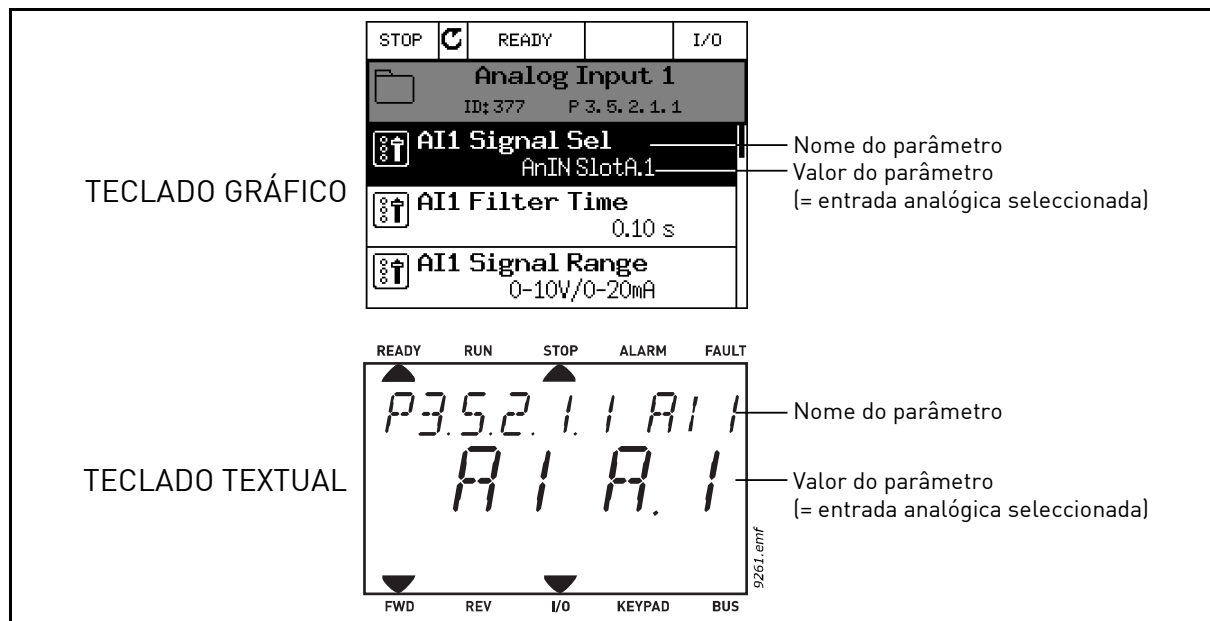 STOP READY I/O
Analog Input 1
ID: 377 P 3.5.2.1.1
AI1 Signal Sel
AnIN SlotA.1
AI1 Filter Time
0.10 s
AI1 Signal Range
0-10V/0-20mA
TECLADO GRÁFICO
Nome do parâmetro
Valor do parâmetro
(= entrada analógica seleccionada)
READY RUN STOP ALARM FAULT
P3.5.2.1.1 AI1
AI A.1
FWD REV I/O KEYPAD BUS
TECLADO TEXTUAL
Nome do parâmetro
Valor do parâmetro
(= entrada analógica seleccionada)
9261.emf